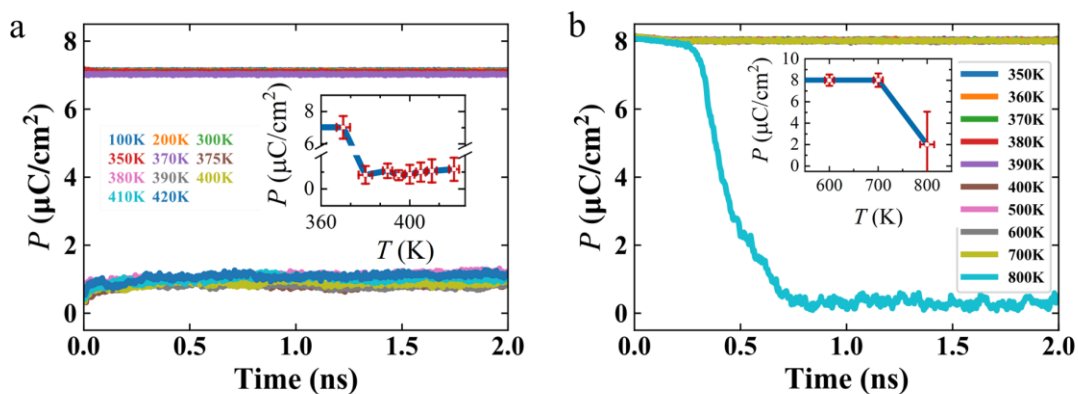 a
P (μC/cm²)
8
6
4
2
0
100K 200K 300K
350K 370K 375K
380K 390K 400K
410K 420K
P (μC/cm²)
8
6
0
360 400
T (K)
0.0 0.5 1.0 1.5 2.0
Time (ns)
b
P (μC/cm²)
8
6
4
2
0
P (μC/cm²)
10
8
6
4
2
0
600 700 800
T (K)
350K
360K
370K
380K
390K
400K
500K
600K
700K
800K
0.0 0.5 1.0 1.5 2.0
Time (ns)